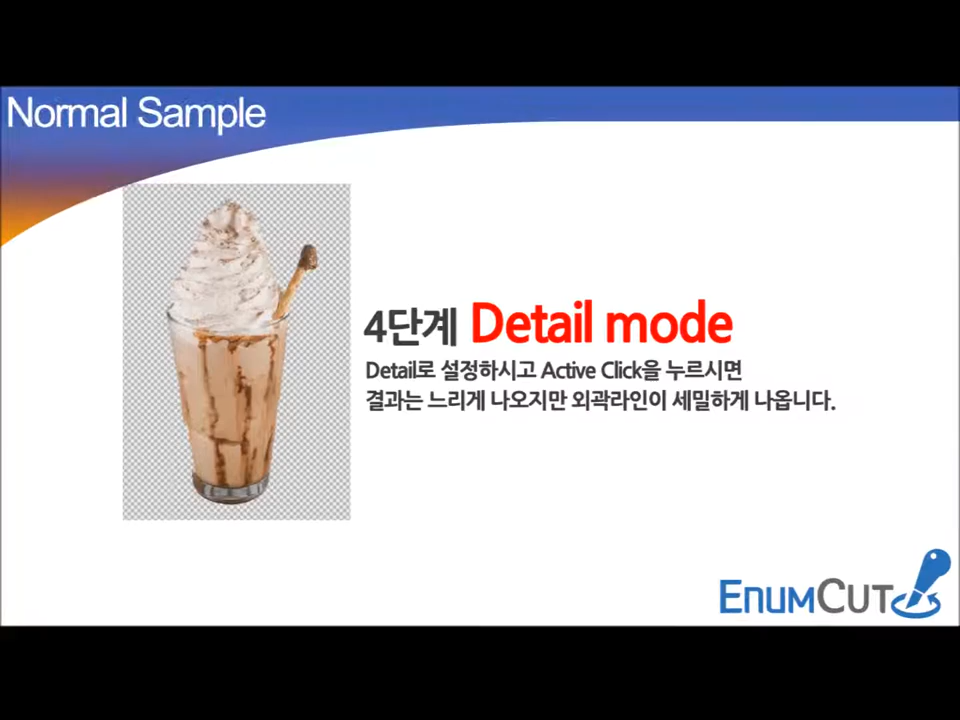 Normal Sample
4단계 Detail mode
Detail로 설정하시고 Active Click을 누르시면
결과는 느리게 나오지만 외곽라인이 세밀하게 나옵니다.
ENUMCUT